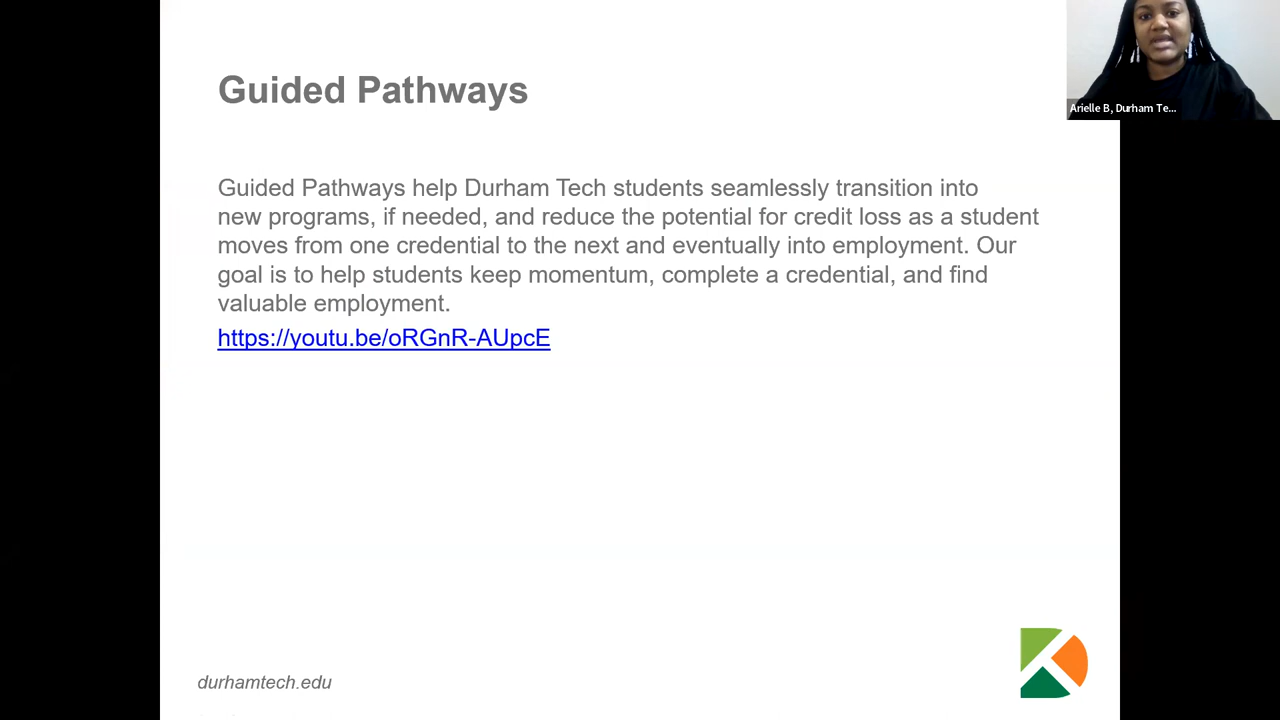 Guided Pathways
Arielle B, Durham Te...
Guided Pathways help Durham Tech students seamlessly transition into
new programs, if needed, and reduce the potential for credit loss as a student
moves from one credential to the next and eventually into employment. Our
goal is to help students keep momentum, complete a credential, and find
valuable employment.
https://youtu.be/oRGnR-AUpcE
durhamtech.edu